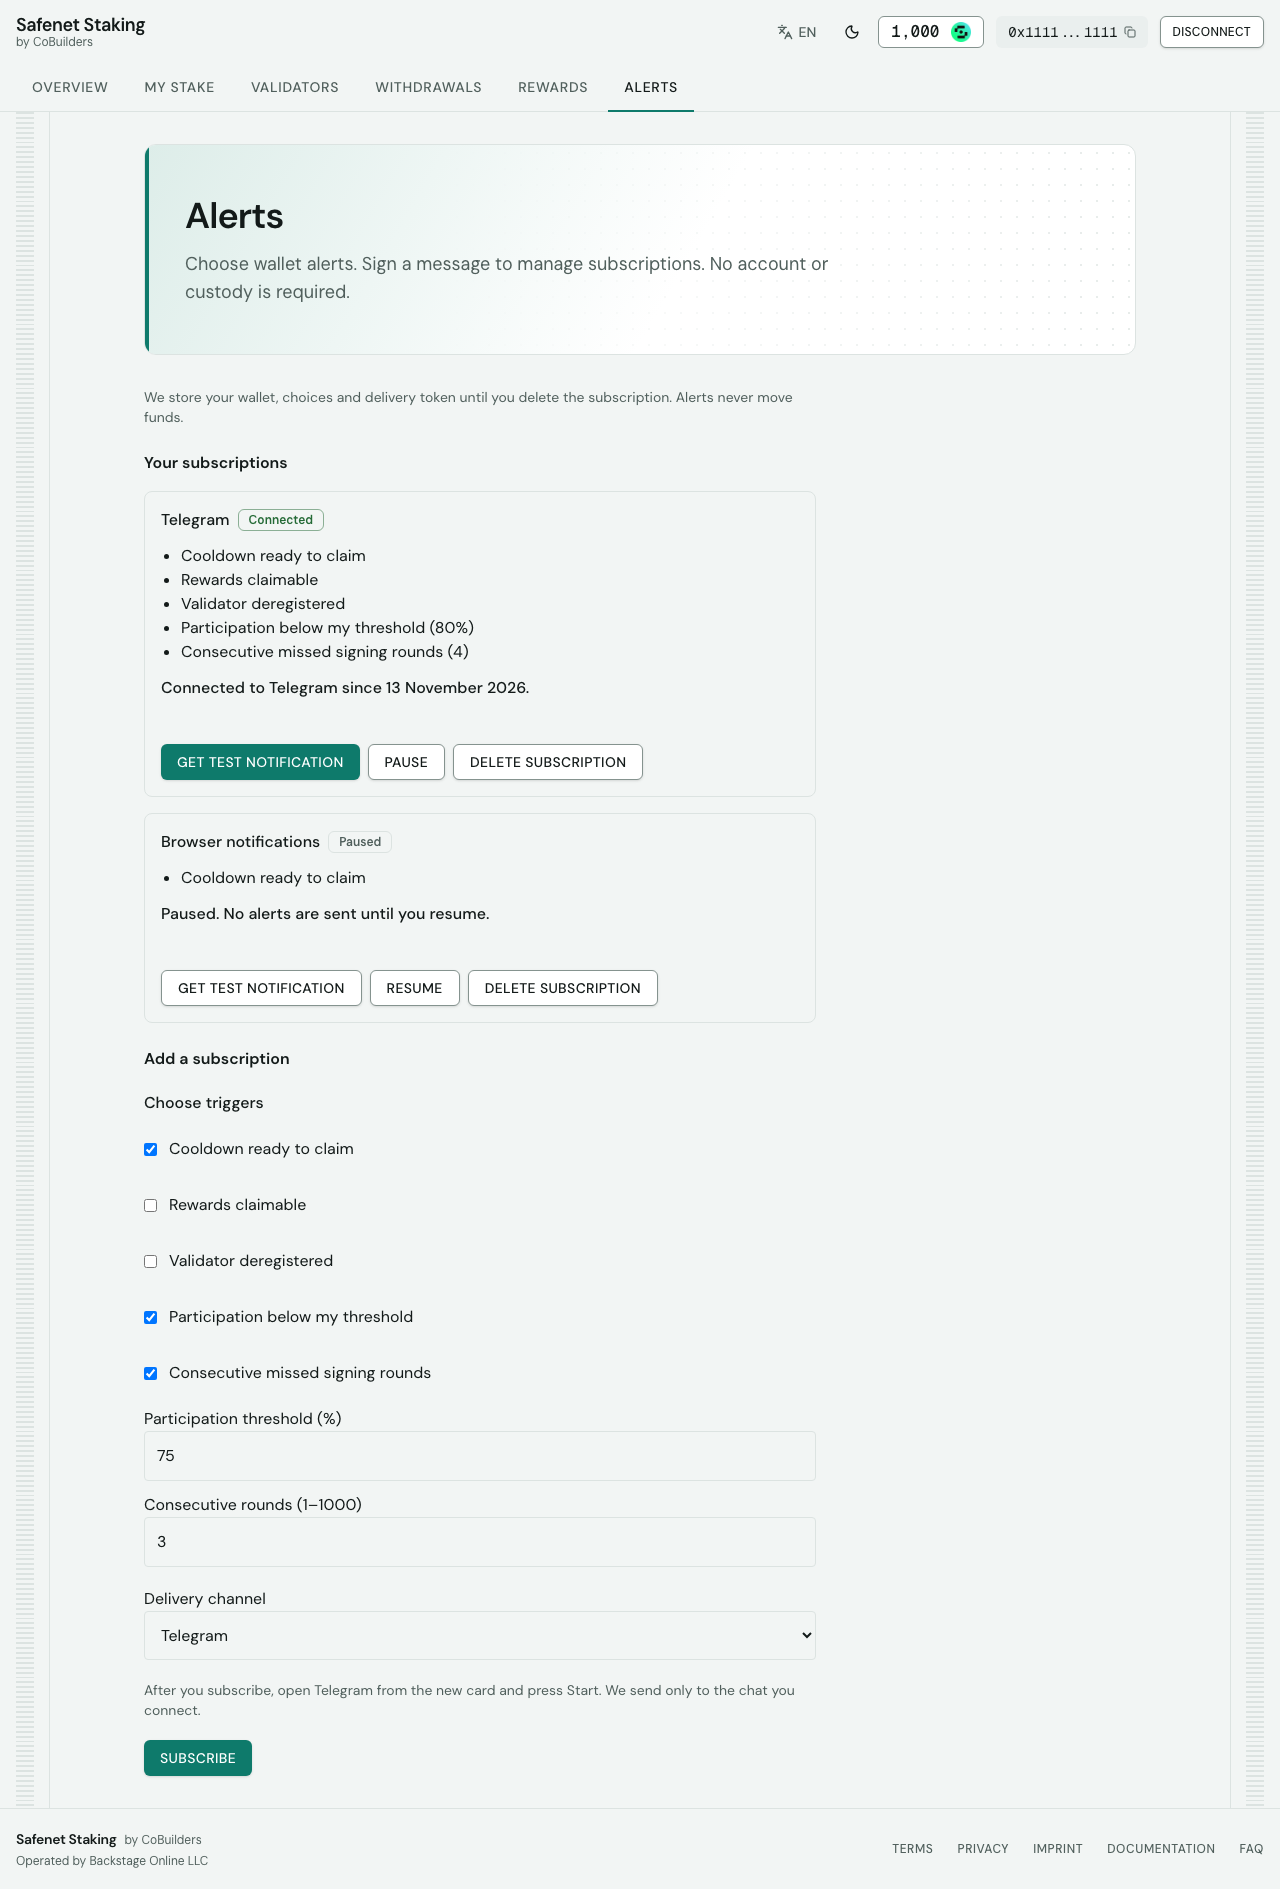 Safenet Staking
by CoBuilders
EN
1,000
0x1111...1111
DISCONNECT
OVERVIEW
MY STAKE
VALIDATORS
WITHDRAWALS
REWARDS
ALERTS
Alerts
Choose wallet alerts. Sign a message to manage subscriptions. No account or
custody is required.
We store your wallet, choices and delivery token until you delete the subscription. Alerts never move
funds.
Your subscriptions
Telegram
Connected
Cooldown ready to claim
Rewards claimable
Validator deregistered
Participation below my threshold (80%)
Consecutive missed signing rounds (4)
Connected to Telegram since 13 November 2026.
GET TEST NOTIFICATION
PAUSE
DELETE SUBSCRIPTION
Browser notifications
Paused
Cooldown ready to claim
Paused. No alerts are sent until you resume.
GET TEST NOTIFICATION
RESUME
DELETE SUBSCRIPTION
Add a subscription
Choose triggers
Cooldown ready to claim
Rewards claimable
Validator deregistered
Participation below my threshold
Consecutive missed signing rounds
Participation threshold (%)
75
Consecutive rounds (1–1000)
3
Delivery channel
Telegram
After you subscribe, open Telegram from the new card and press Start. We send only to the chat you
connect.
SUBSCRIBE
Safenet Staking by CoBuilders
Operated by Backstage Online LLC
TERMS
PRIVACY
IMPRINT
DOCUMENTATION
FAQ